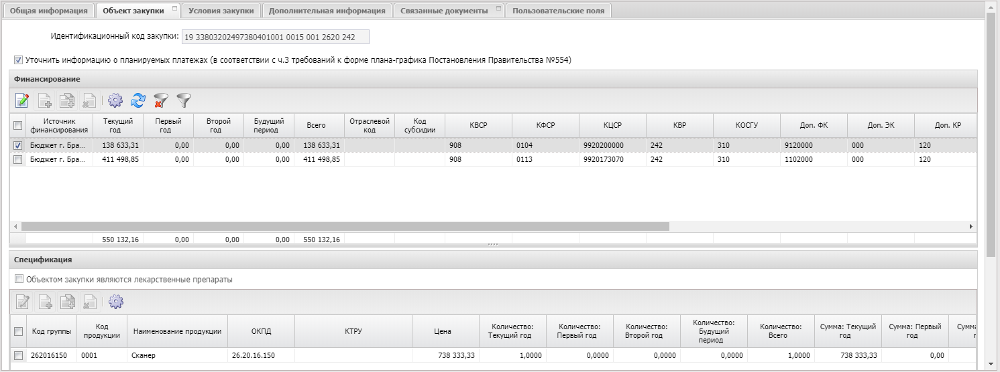 Общая информация Объект закупки Условия закупки Дополнительная информация Связанные документы Пользовательские поля
Идентификационный код закупки: 19 33803202497380401001 0015 001 2620 242
Уточнить информацию о планируемых платежах (в соответствии с ч.3 требований к форме плана-графика Постановления Правительства №554)
Финансирование
Источник финансирования Текущий год Первый год Второй год Будущий период Всего Отраслевой код Код субсидии КВСР КФСР КЦСР КВР КОСГУ Доп. ФК Доп. ЭК Доп. КР
Бюджет г. Бра... 138 633,31 0,00 0,00 0,00 138 633,31 908 0104 9920200000 242 310 9120000 000 120
Бюджет г. Бра... 411 498,85 0,00 0,00 0,00 411 498,85 908 0113 9920173070 242 310 1102000 000 120
550 132,16 0,00 0,00 0,00 550 132,16
Спецификация
Объектом закупки являются лекарственные препараты
Код группы Код продукции Наименование продукции ОКПД КТРУ Цена Количество: Текущий год Количество: Первый год Количество: Второй год Количество: Будущий период Количество: Всего Сумма: Текущий год Сумма: Первый год
262016150 0001 Сканер 26.20.16.150 738 333,33 1,0000 0,0000 0,0000 0,0000 1,0000 738 333,33 0,00